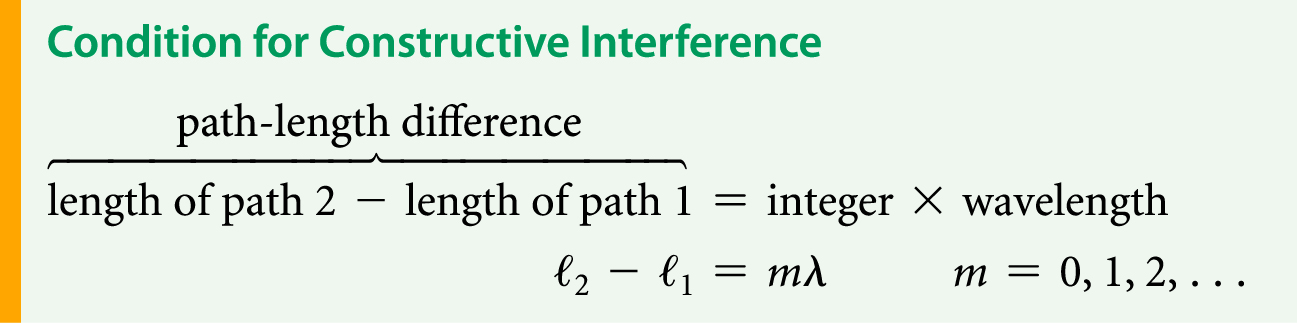 Condition for Constructive Interference
path-length difference
length of path 2 − length of path 1 = integer × wavelength
ℓ₂ − ℓ₁ = mλ m = 0, 1, 2, . . .